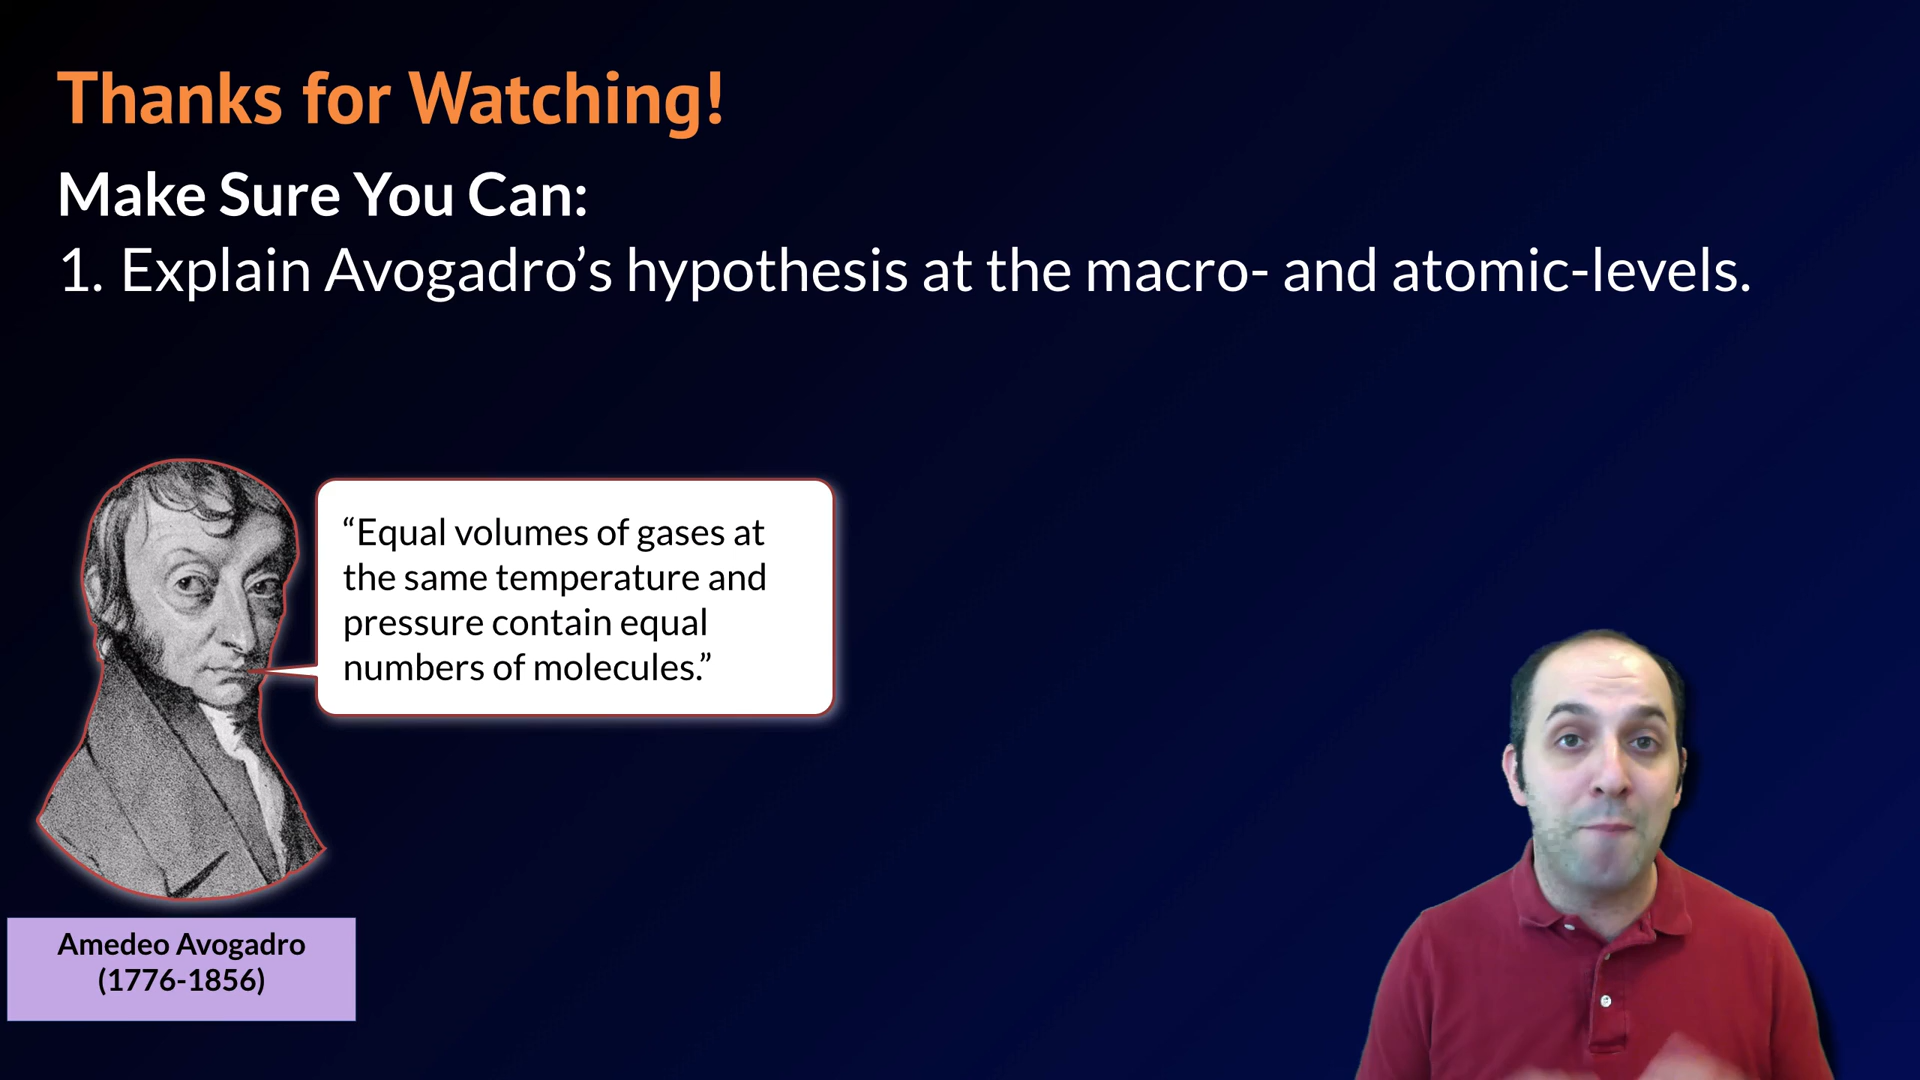 Thanks for Watching!
Make Sure You Can:
1. Explain Avogadro’s hypothesis at the macro- and atomic-levels.
“Equal volumes of gases at
the same temperature and
pressure contain equal
numbers of molecules.”
Amedeo Avogadro
(1776-1856)